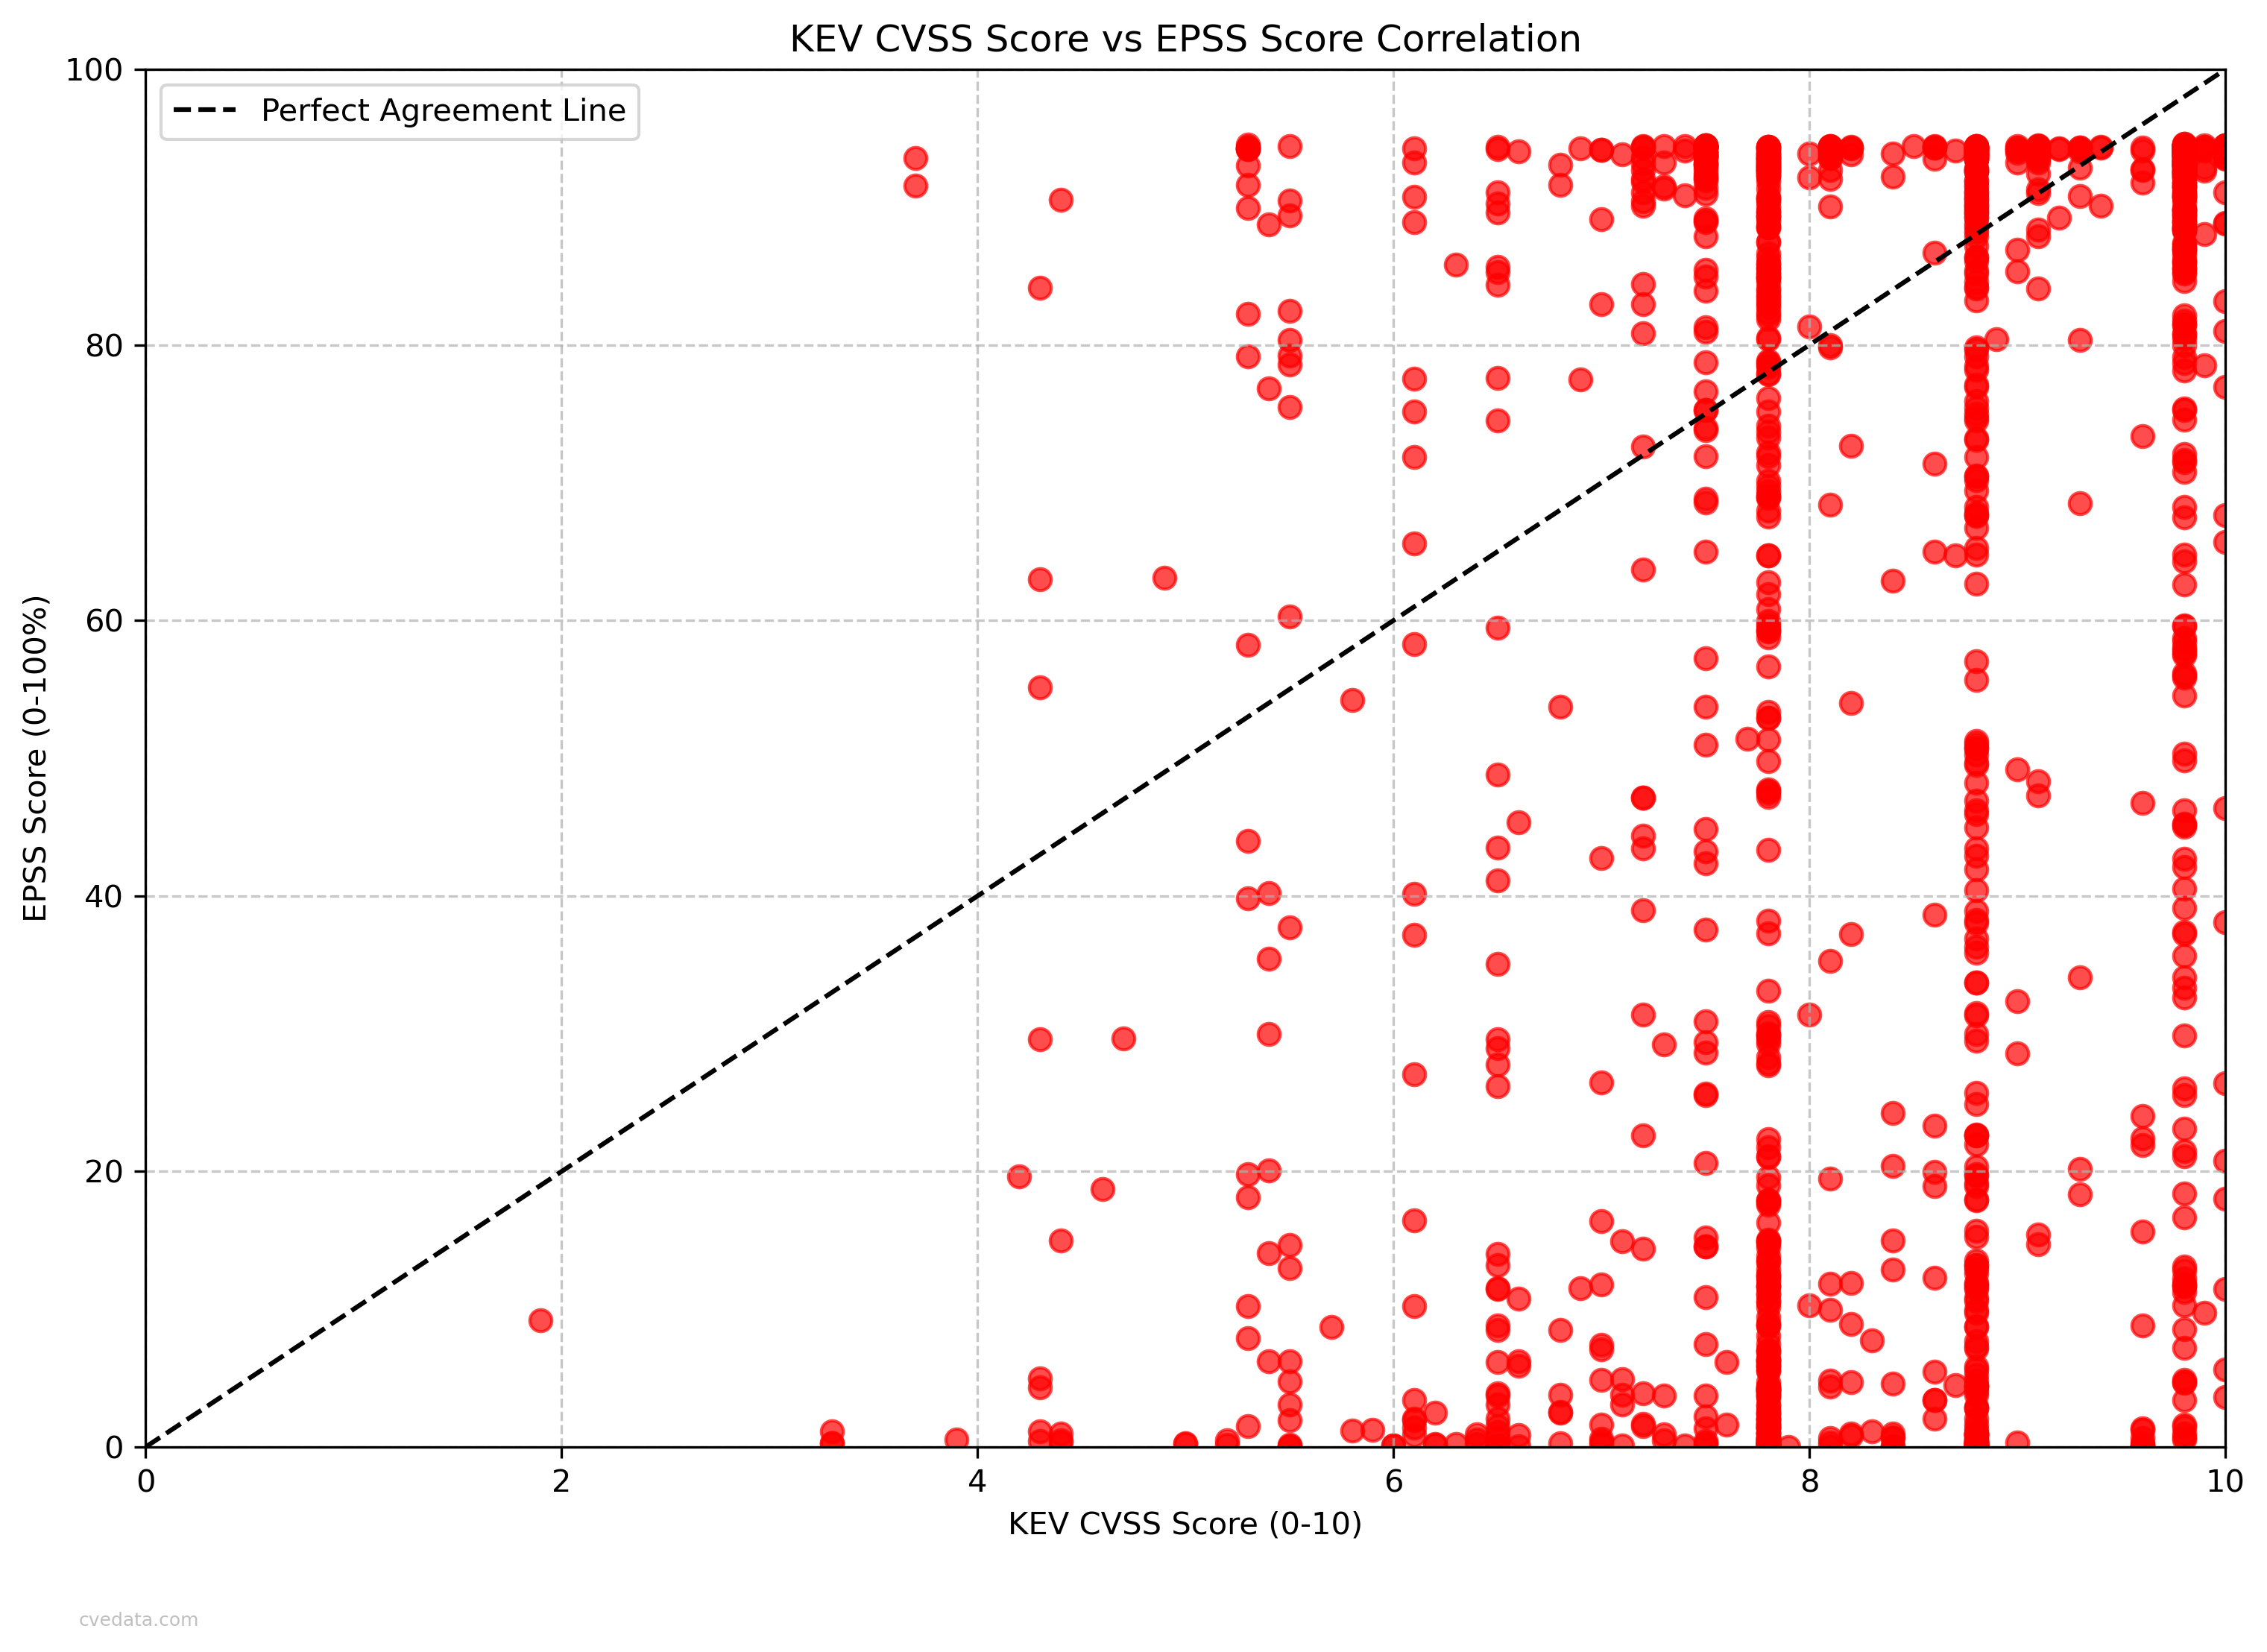 KEV CVSS Score vs EPSS Score Correlation
100
Perfect Agreement Line
80
60
EPSS Score (0-100%)
40
20
0
0 2 4 6 8 10
KEV CVSS Score (0-10)
cvedata.com